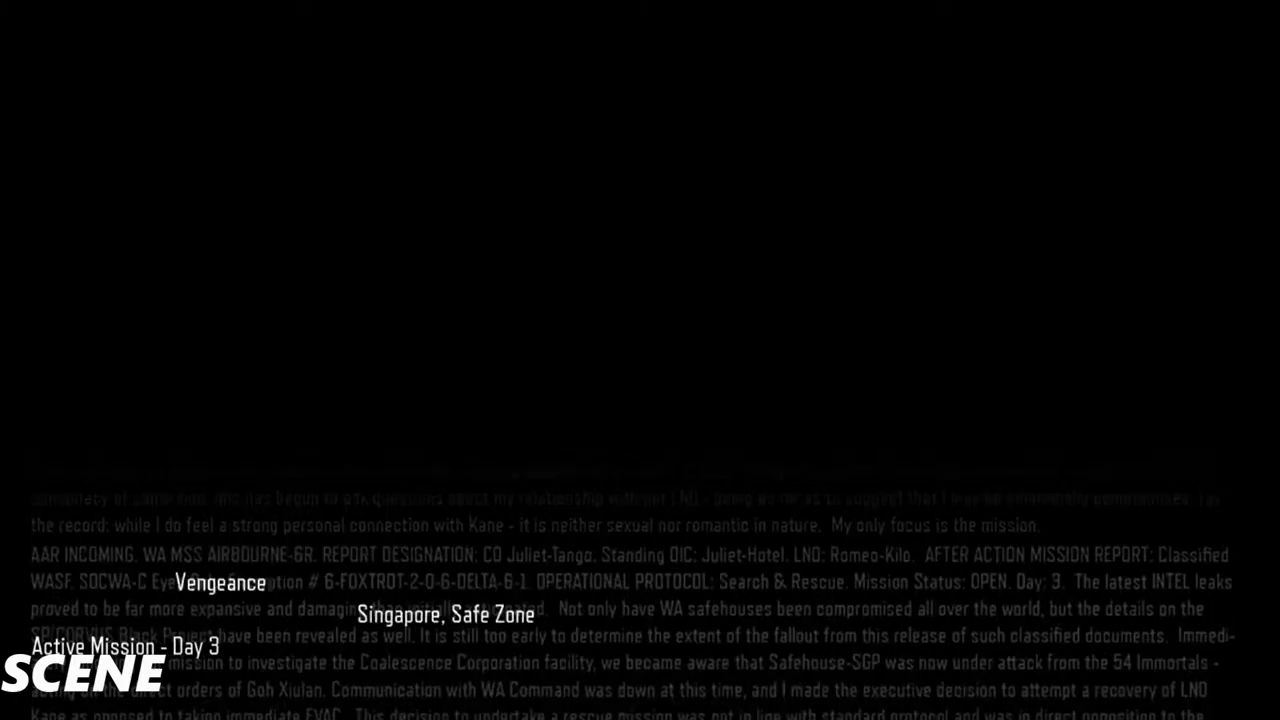 the record: while I do feel a strong personal connection with Kane - it is neither sexual nor romantic in nature. My only focus is the mission.
AAR INCOMING. WA MSS AIRBOURNE-6R. REPORT DESIGNATION: CO Juliet-Tango. Standing OIC: Juliet-Hotel. LNO: Romeo-Kilo. AFTER ACTION MISSION REPORT: Classified
WASF. SOCWA-C # 6-FOXTROT-2-0-6-DELTA-6-1. OPERATIONAL PROTOCOL: Search & Rescue. Mission Status: OPEN. Day: 3. The latest INTEL leaks
Vengeance
proved to be far more expansive and damaging Not only have WA safehouses been compromised all over the world, but the details on the
Singapore, Safe Zone
have been revealed as well. It is still too early to determine the extent of the fallout from this release of such classified documents. Immedi-
Active Mission - Day 3
mission to investigate the Coalescence Corporation facility, we became aware that Safehouse-SGP was now under attack from the 54 Immortals -
SCENE
orders of Goh Xiulan. Communication with WA Command was down at this time, and I made the executive decision to attempt a recovery of LNO
Kane as opposed to taking immediate EVAC. This decision to undertake a rescue mission was not in line with standard protocol and was in direct opposition to the